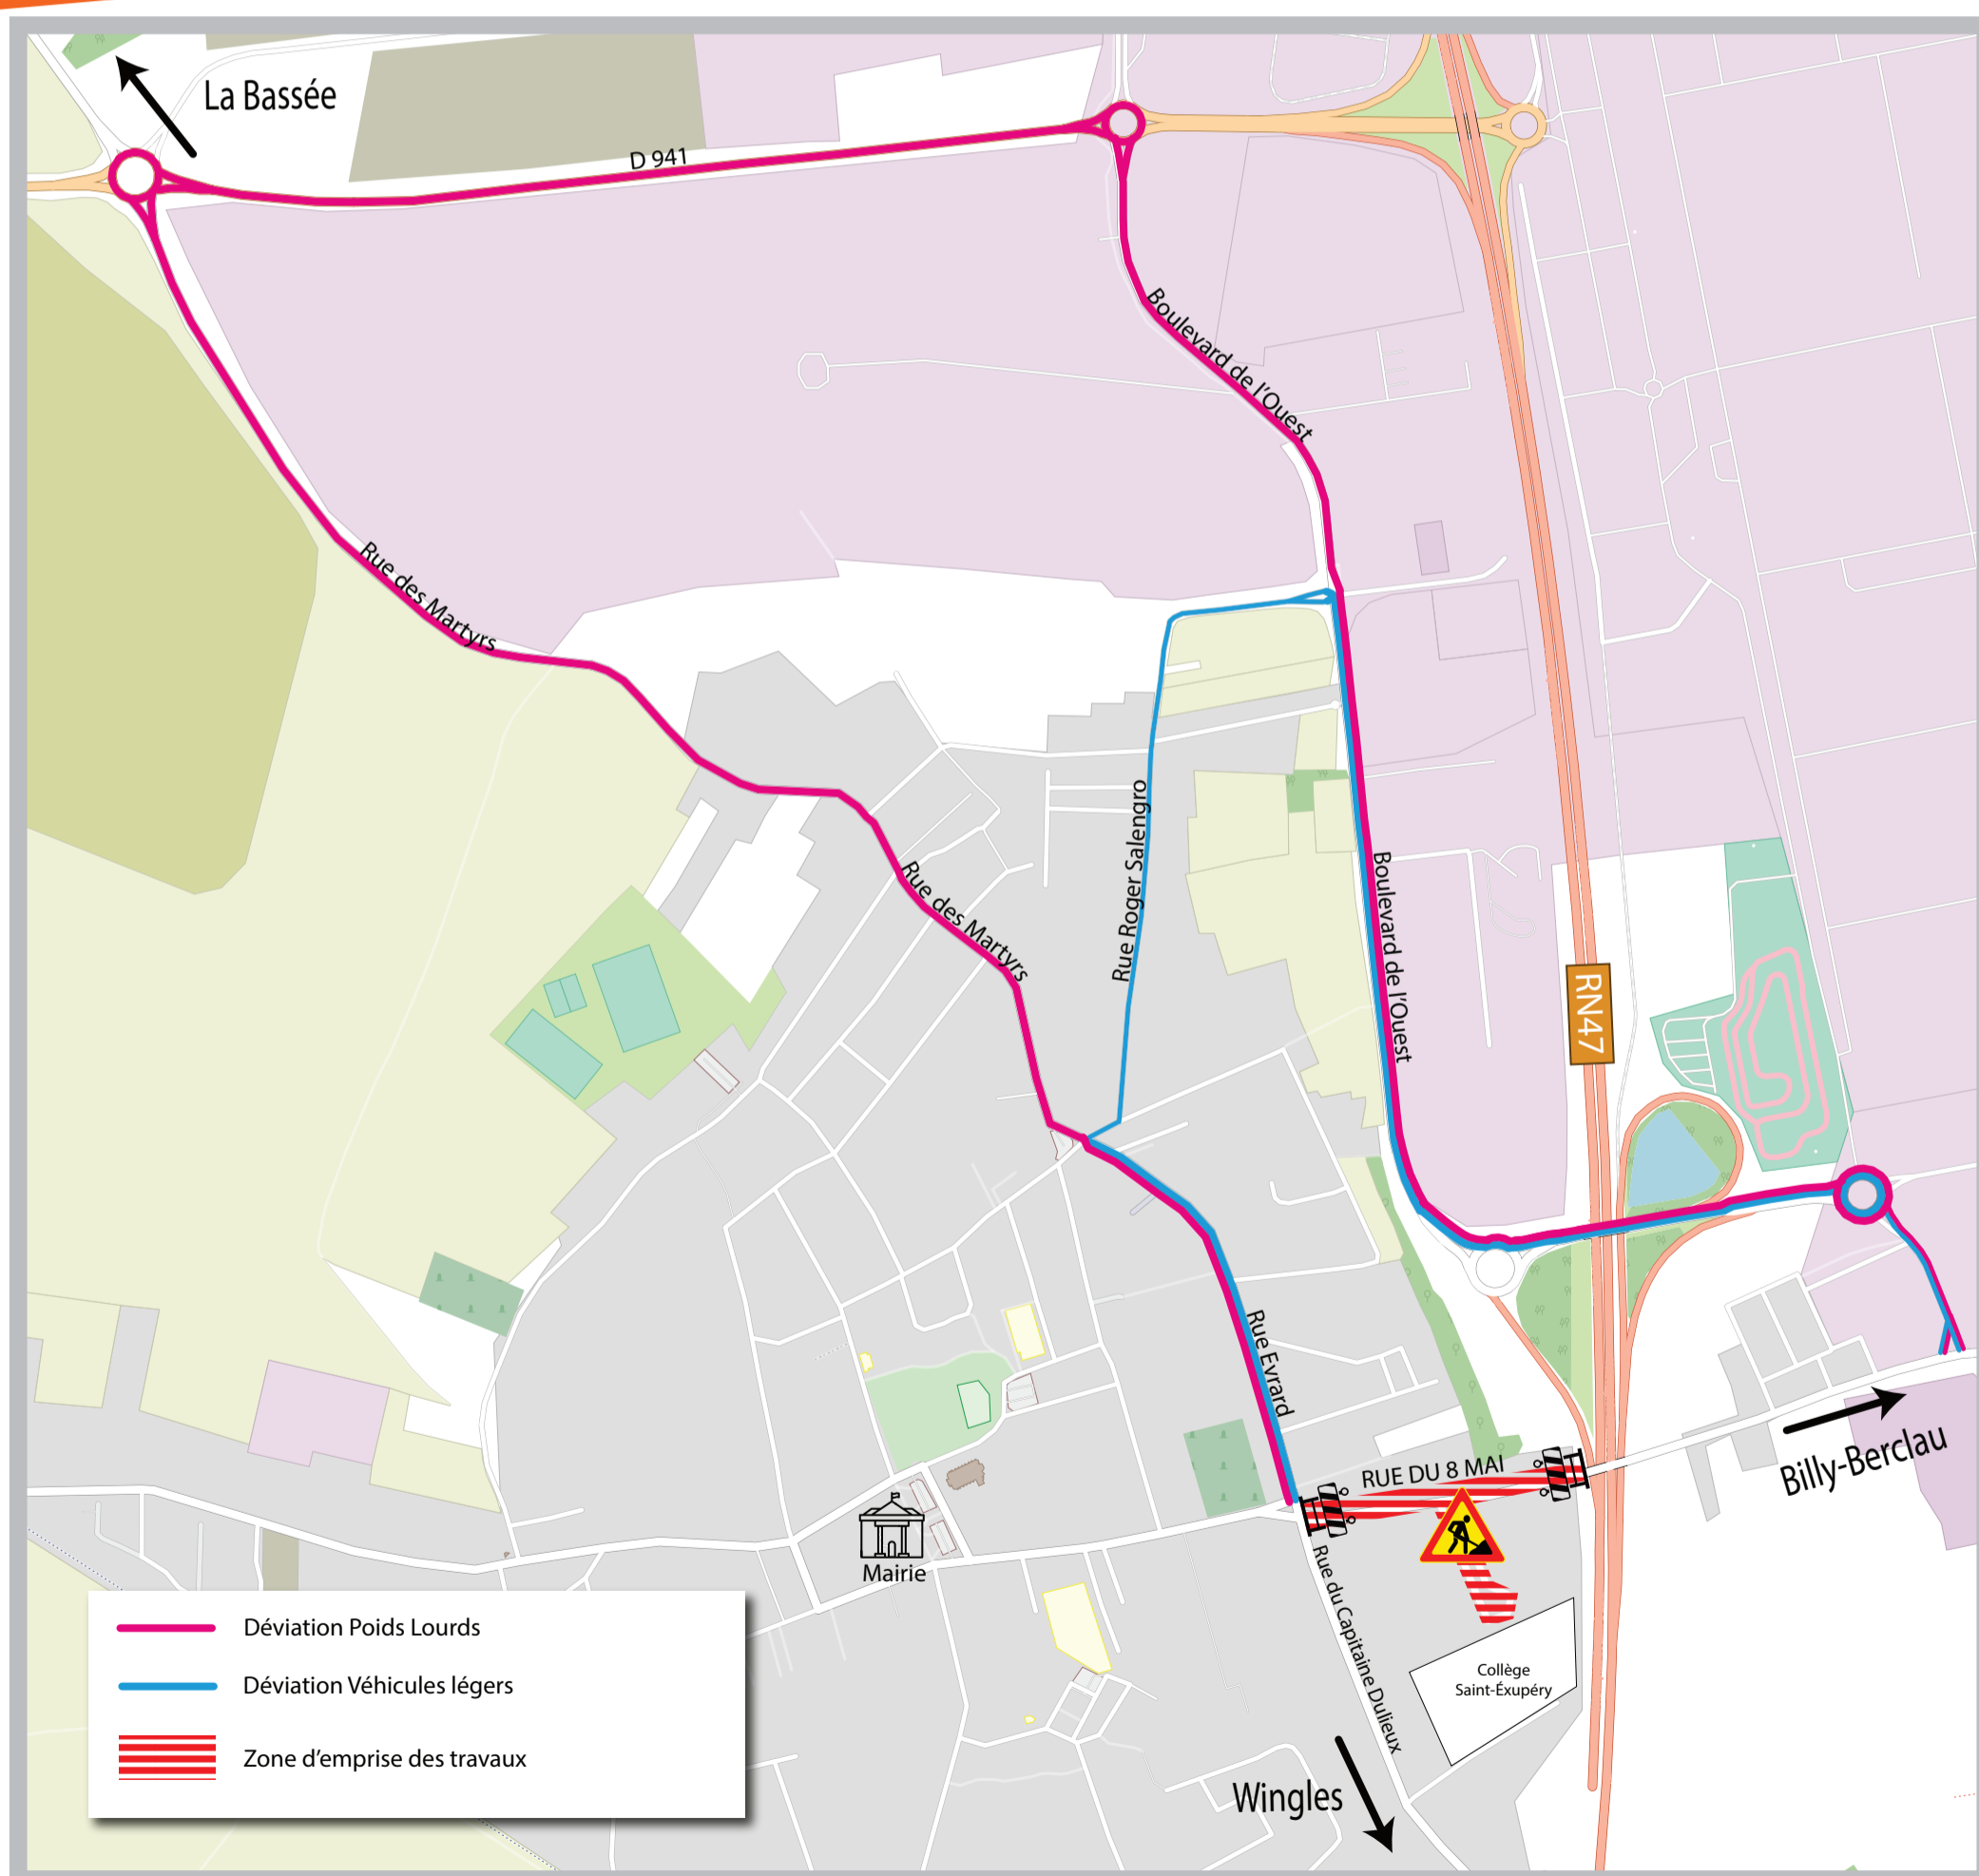 La Bassée
D 941
Boulevard de l'Ouest
Rue des Martyrs
Rue Roger Salengro
Boulevard de l'Ouest
Rue des Martyrs
RN47
Rue Evrard
RUE DU 8 MAI
Billy-Berclau
Mairie
Rue du Capitaine Dulieux
Collège
Saint-Éxupéry
Wingles
Déviation Poids Lourds
Déviation Véhicules légers
Zone d'emprise des travaux